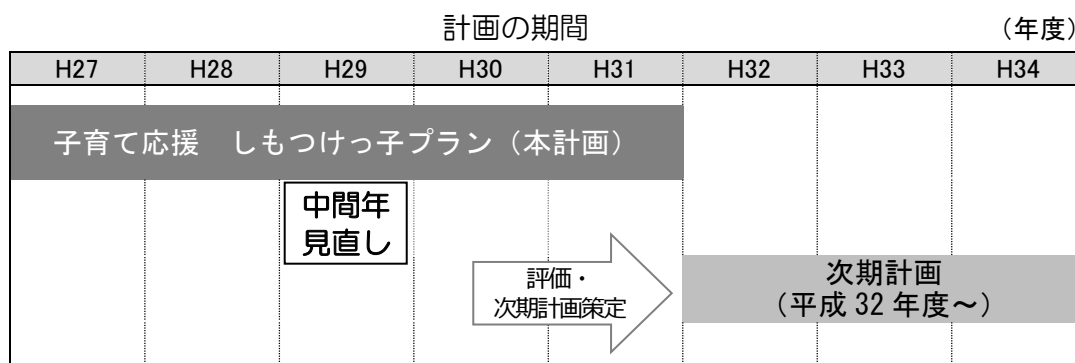 計画の期間
（年度）
H27 H28 H29 H30 H31 H32 H33 H34
子育て応援　しもつけっ子プラン（本計画）
中間年
見直し
評価・
次期計画策定
次期計画
（平成 32 年度～）